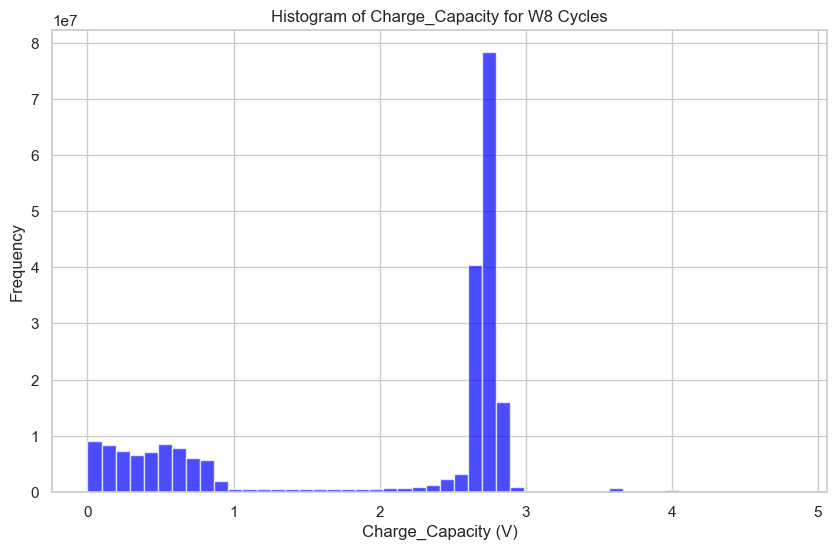 Histogram of Charge_Capacity for W8 Cycles
1e7
8
7
6
5
4
3
2
1
0
Frequency
0 1 2 3 4 5
Charge_Capacity (V)